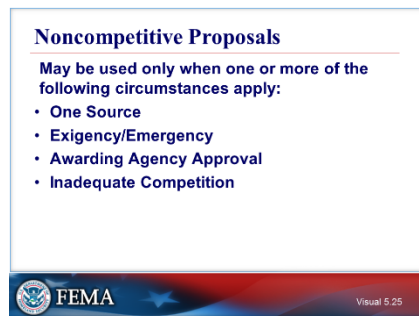 Noncompetitive Proposals
May be used only when one or more of the
following circumstances apply:
• One Source
• Exigency/Emergency
• Awarding Agency Approval
• Inadequate Competition
FEMA
Visual 5.25